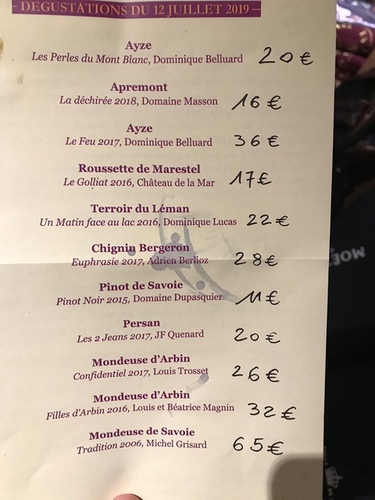 DEGUSTATIONS DU 12 JUILLET 2019
Ayze
Les Perles du Mont Blanc, Dominique Belluard 20 €
Apremont
La déchirée 2018, Domaine Masson 16 €
Ayze
Le Feu 2017, Dominique Belluard 36 €
Roussette de Marestel
Le Golliat 2016, Château de la Mar 17 €
Terroir du Léman
Un Matin face au lac 2016, Dominique Lucas 22 €
Chignin Bergeron
Euphrasie 2017, Adrien Berlioz 28 €
Pinot de Savoie
Pinot Noir 2015, Domaine Dupasquier 11 €
Persan
Les 2 Jeans 2017, JF Quenard 20 €
Mondeuse d'Arbin
Confidentiel 2017, Louis Trosset 26 €
Mondeuse d'Arbin
Filles d'Arbin 2016, Louis et Béatrice Magnin 32 €
Mondeuse de Savoie
Tradition 2006, Michel Grisard 65 €